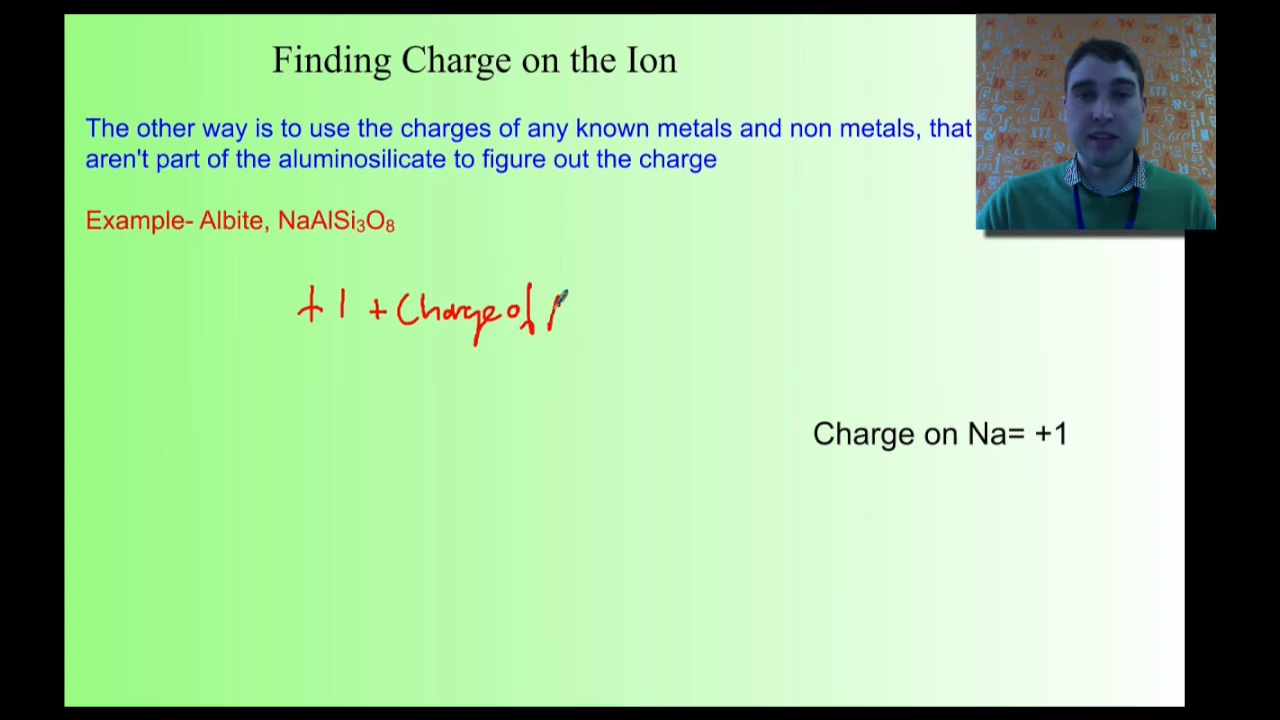 Finding Charge on the Ion
The other way is to use the charges of any known metals and non metals, that
aren't part of the aluminosilicate to figure out the charge
Example- Albite, NaAlSi₃O₈
+1 + Charge of
Charge on Na= +1